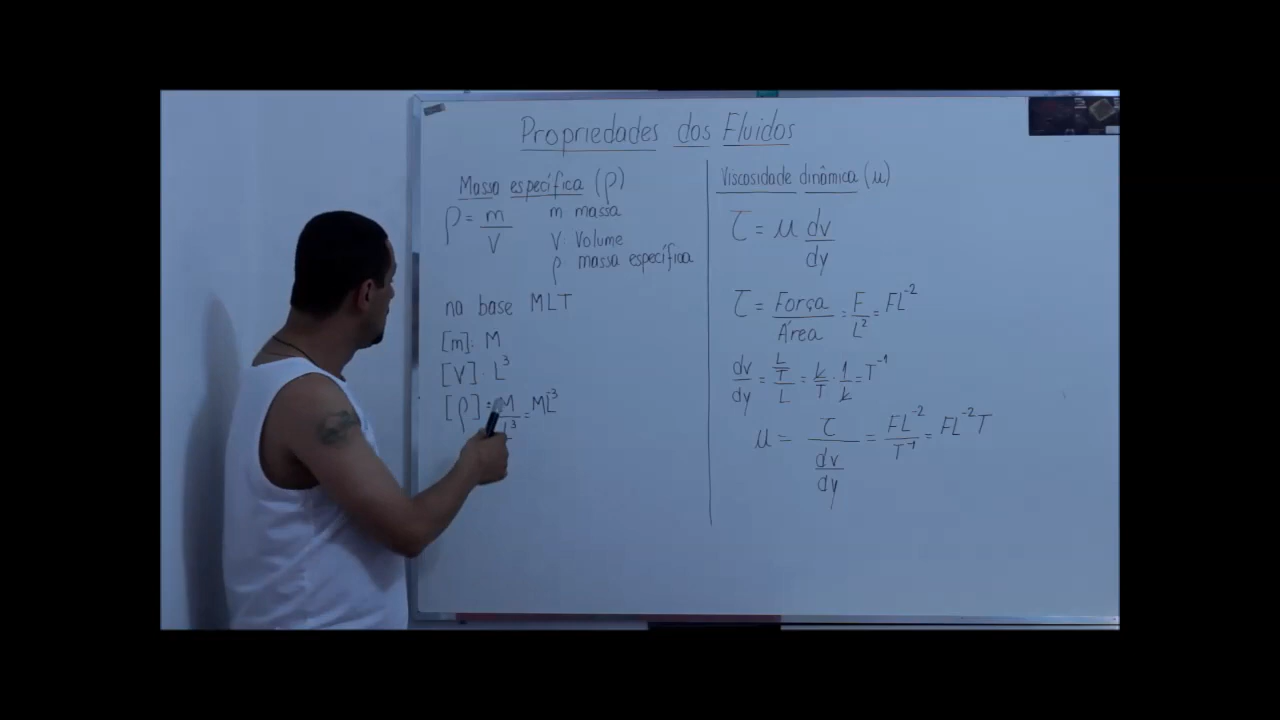 Propriedades dos Fluidos
Massa específica (ρ)
ρ = m/V
m massa
V: Volume
ρ massa específica
na base MLT
[m]: M
[V]: L³
[ρ] = M/L³ = ML⁻³
Viscosidade dinâmica (μ)
τ = μ dv/dy
τ = Força/Área = F/L² = FL⁻²
dv/dy = (L/T)/L = L/T · 1/L = T⁻¹
μ = τ/(dv/dy) = FL⁻²/T⁻¹ = FL⁻²T